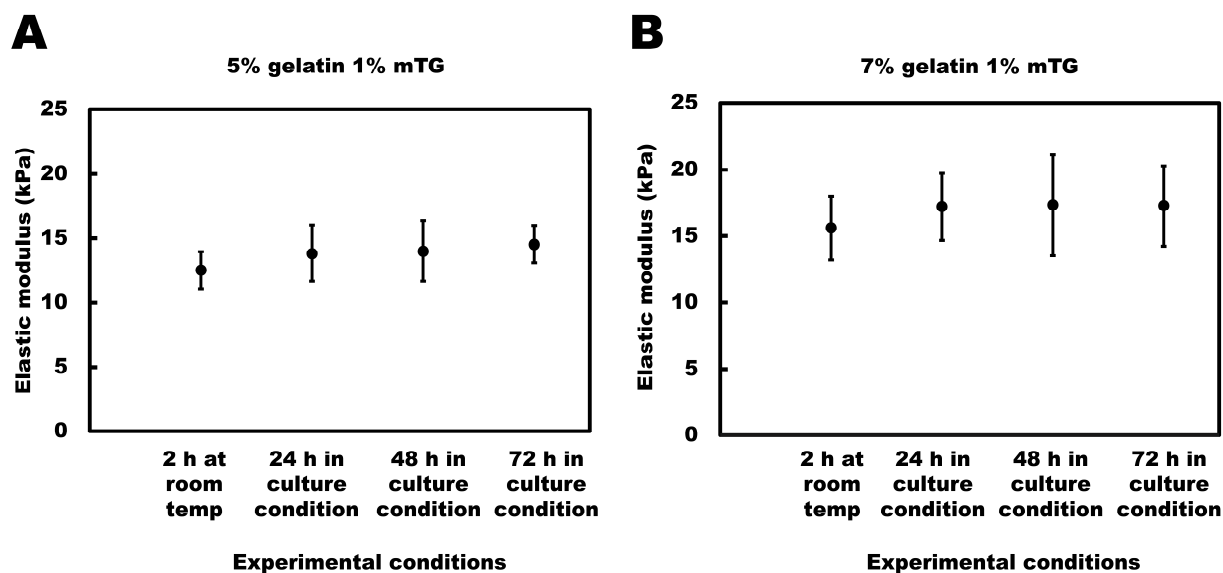 A
5% gelatin 1% mTG
Elastic modulus (kPa)
25
20
15
10
5
0
2 h at
room
temp
24 h in
culture
condition
48 h in
culture
condition
72 h in
culture
condition
Experimental conditions
B
7% gelatin 1% mTG
Elastic modulus (kPa)
25
20
15
10
5
0
2 h at
room
temp
24 h in
culture
condition
48 h in
culture
condition
72 h in
culture
condition
Experimental conditions